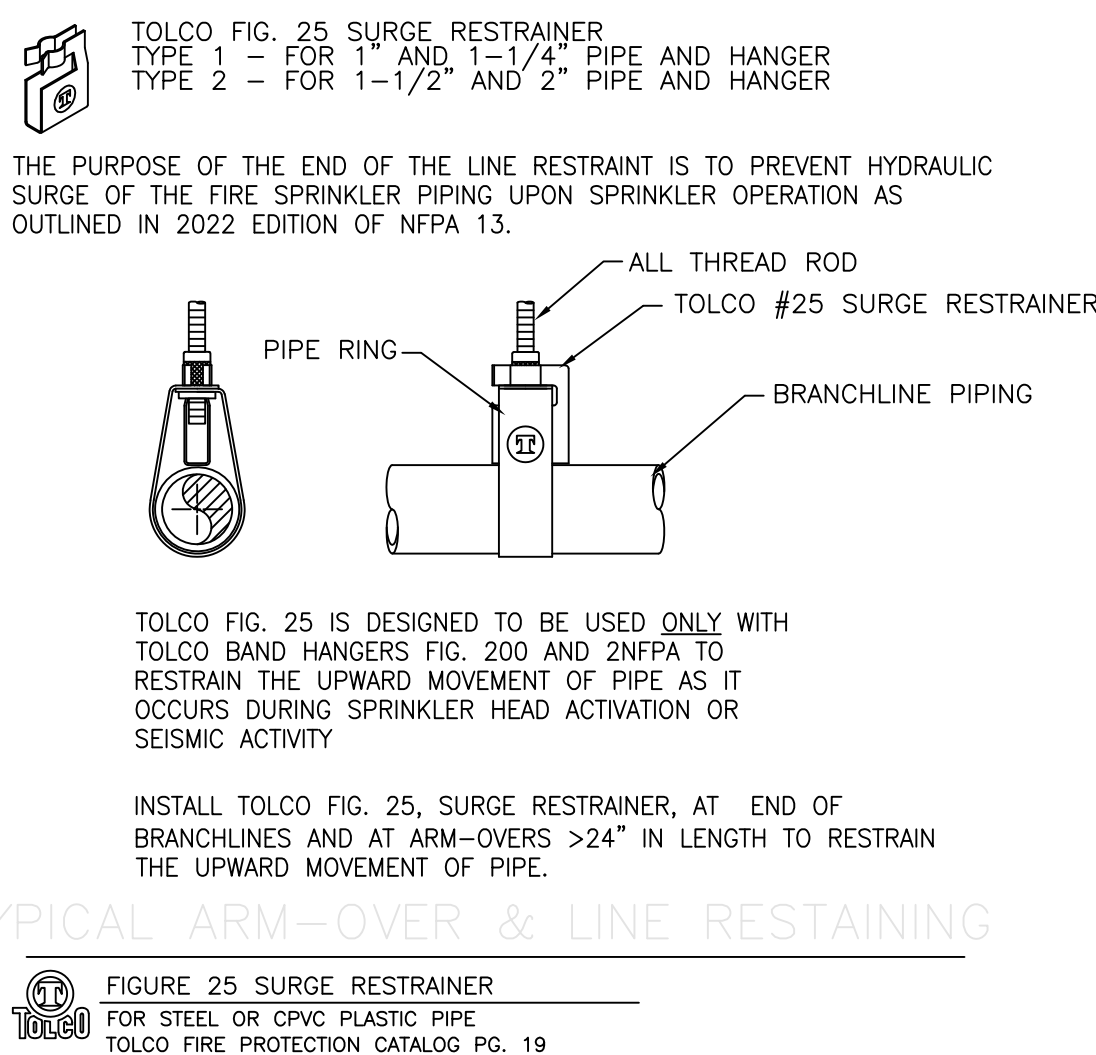 TOLCO FIG. 25 SURGE RESTRAINER
TYPE 1 – FOR 1" AND 1–1/4" PIPE AND HANGER
TYPE 2 – FOR 1–1/2" AND 2" PIPE AND HANGER
T
THE PURPOSE OF THE END OF THE LINE RESTRAINT IS TO PREVENT HYDRAULIC
SURGE OF THE FIRE SPRINKLER PIPING UPON SPRINKLER OPERATION AS
OUTLINED IN 2022 EDITION OF NFPA 13.
ALL THREAD ROD
TOLCO #25 SURGE RESTRAINER
PIPE RING
BRANCHLINE PIPING
T
TOLCO FIG. 25 IS DESIGNED TO BE USED ONLY WITH
TOLCO BAND HANGERS FIG. 200 AND 2NFPA TO
RESTRAIN THE UPWARD MOVEMENT OF PIPE AS IT
OCCURS DURING SPRINKLER HEAD ACTIVATION OR
SEISMIC ACTIVITY
INSTALL TOLCO FIG. 25, SURGE RESTRAINER, AT END OF
BRANCHLINES AND AT ARM–OVERS >24" IN LENGTH TO RESTRAIN
THE UPWARD MOVEMENT OF PIPE.
YPICAL ARM–OVER & LINE RESTAINING
T
TOLCO
FIGURE 25 SURGE RESTRAINER
FOR STEEL OR CPVC PLASTIC PIPE
TOLCO FIRE PROTECTION CATALOG PG. 19